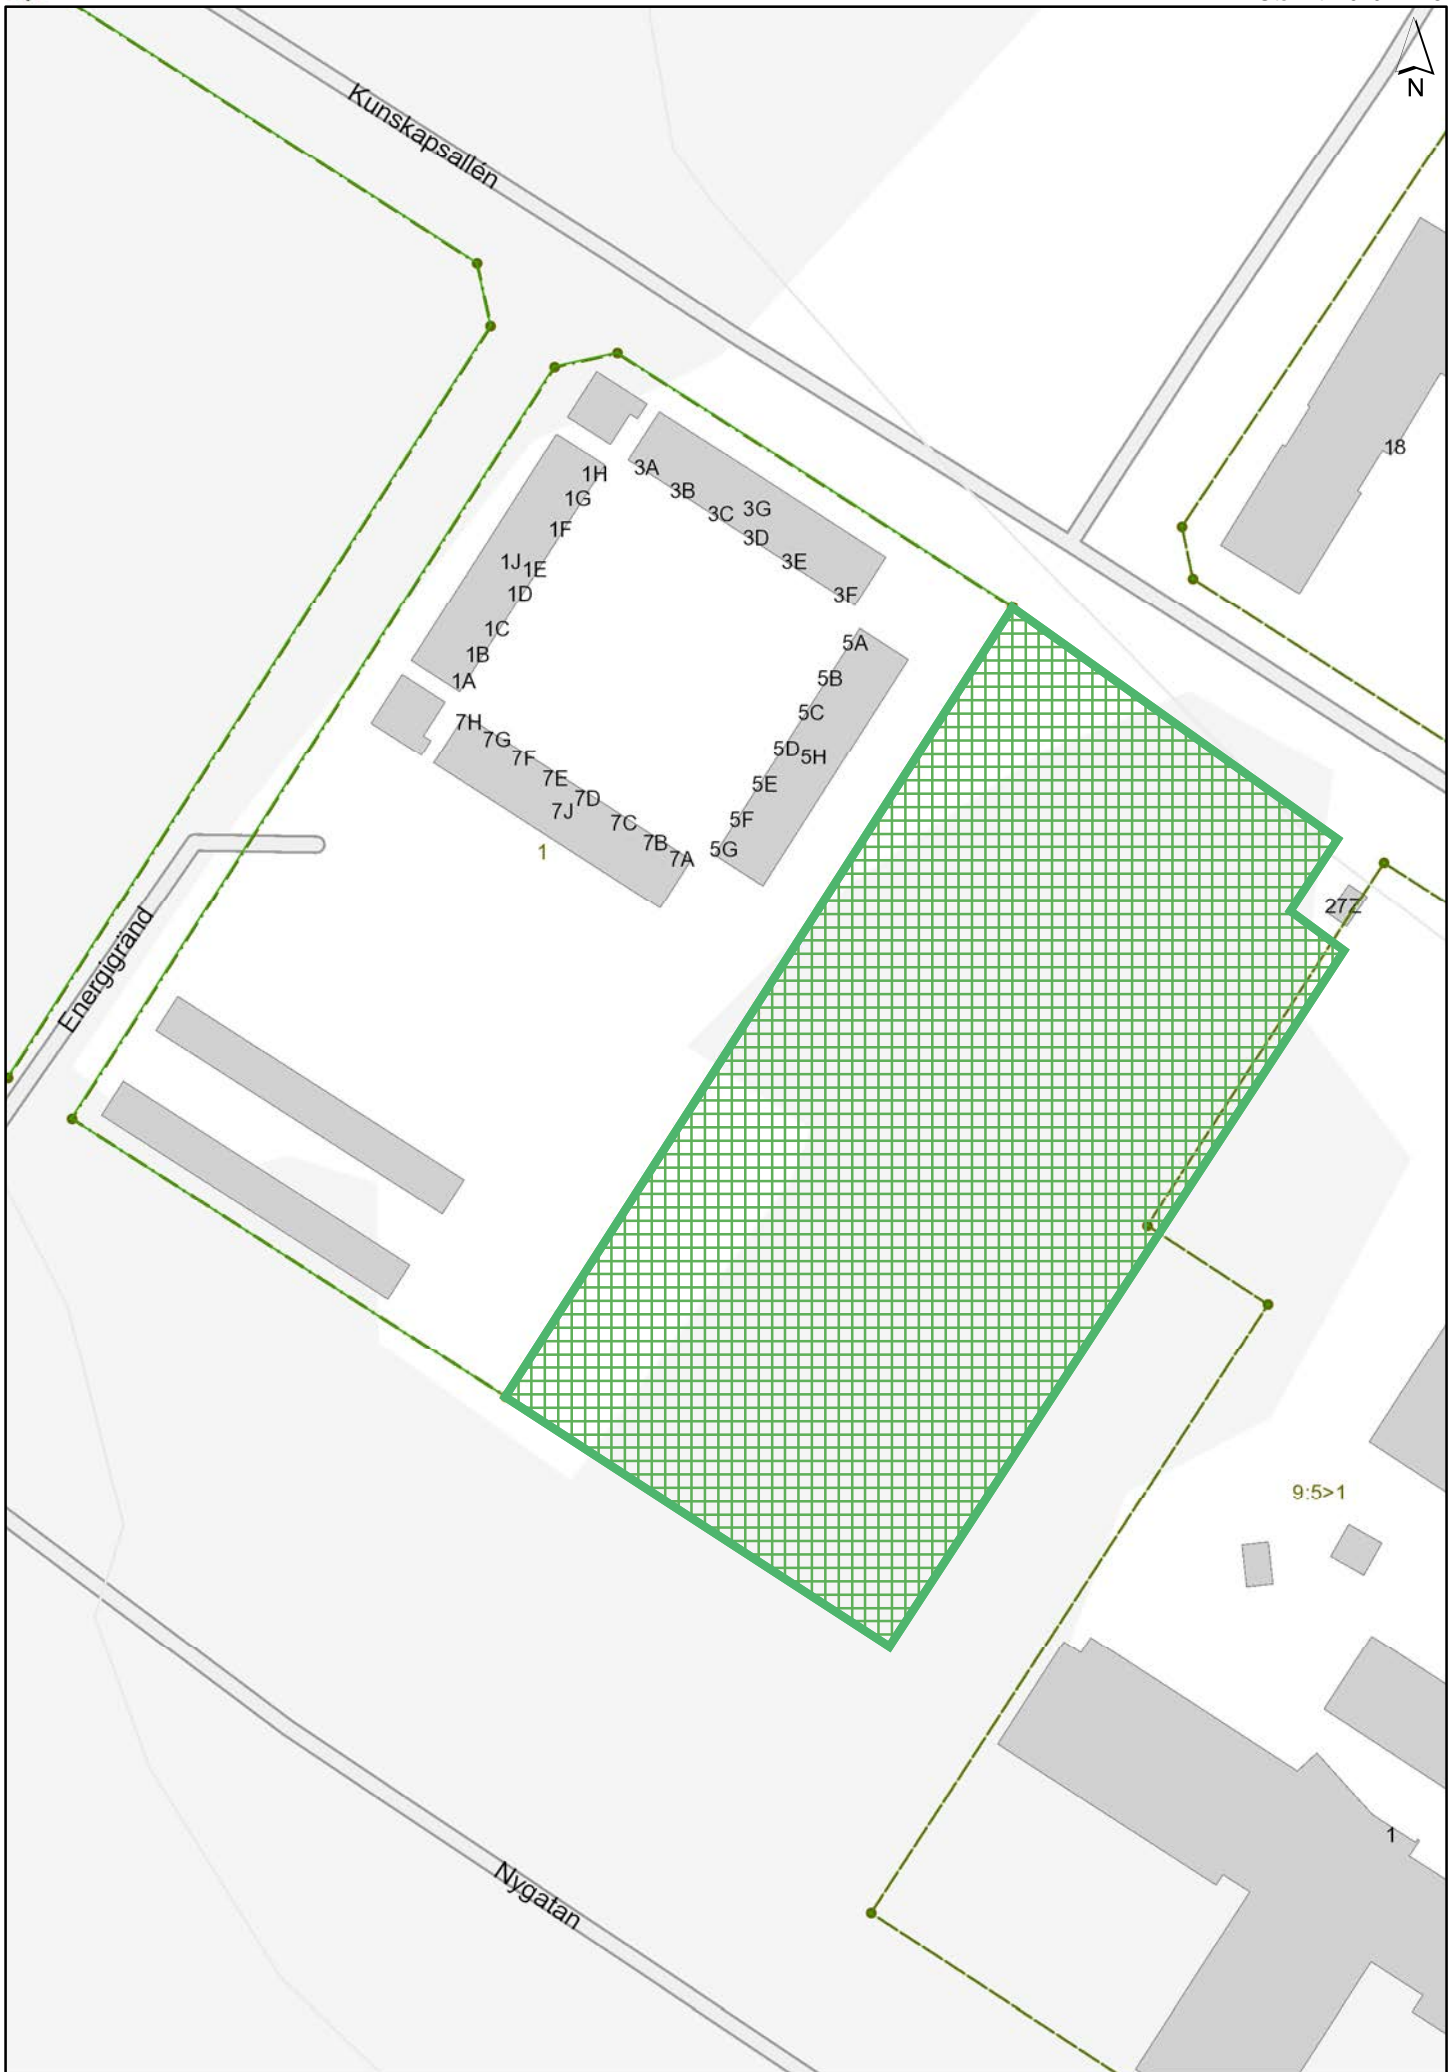 N
Kunskapsallén
18
1H
3A
1G
3B
3C
3G
1F
3D
1J
1E
3E
1D
3F
1C
5A
1B
5B
1A
5C
7H
7G
5D
5H
7F
7E
5E
7D
7J
7C
5F
7B
5G
7A
1
27Z
Energigränd
9:5>1
1
Nygatan